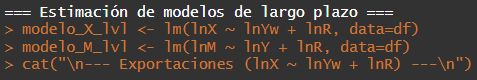 === Estimación de modelos de largo plazo ===
> modelo_X_lvl <- lm(lnX ~ lnYw + lnR, data=df)
> modelo_M_lvl <- lm(lnM ~ lnY + lnR, data=df)
> cat("\n--- Exportaciones (lnX ~ lnYw + lnR) ---\n")